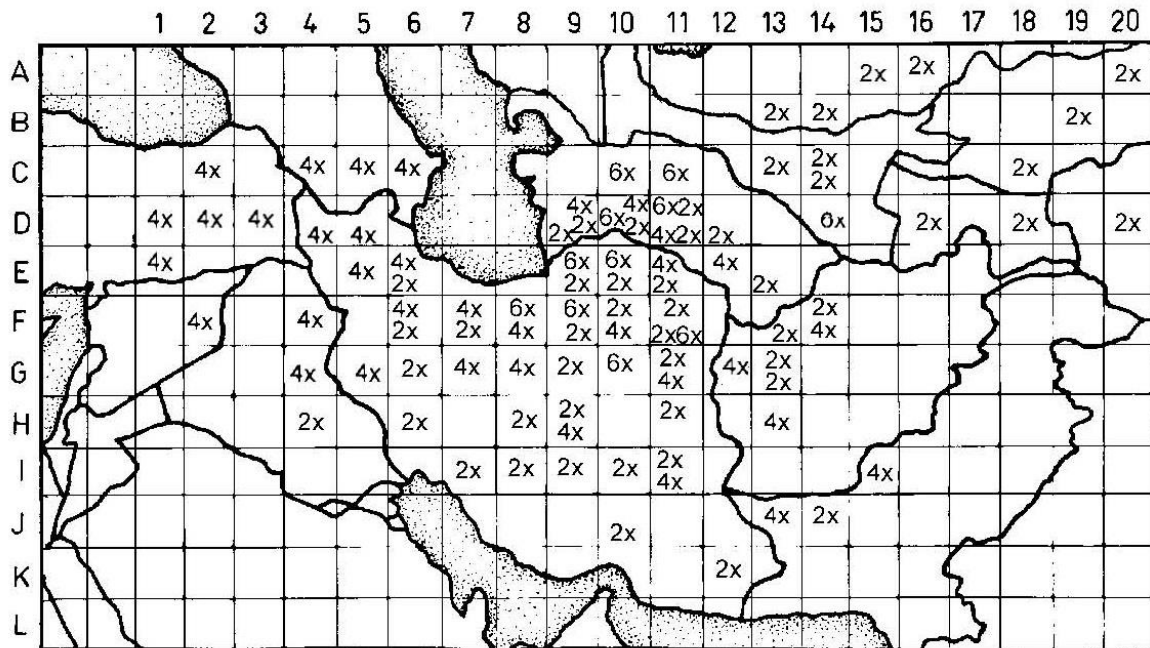 1 2 3 4 5 6 7 8 9 10 11 12 13 14 15 16 17 18 19 20
A 2x 2x 2x
B 2x 2x 2x
C 4x 4x 4x 4x 6x 6x 2x 2x 2x
2x
D 4x 4x 4x 4x 4x 4x 2x 2x 4x 6x 2x 6x 2x 4x 2x 2x 2x 2x 2x
E 4x 4x 4x 6x 6x 4x 4x 2x
2x 2x 2x 2x
F 4x 4x 4x 4x 6x 6x 2x 2x 2x 2x
2x 2x 4x 2x 4x 2x 6x 4x
G 4x 4x 2x 4x 4x 2x 6x 2x 4x 2x
4x 2x
H 2x 2x 2x 2x 2x 4x
4x
I 2x 2x 2x 2x 2x 4x
4x
J 2x 4x 2x
K 2x
L